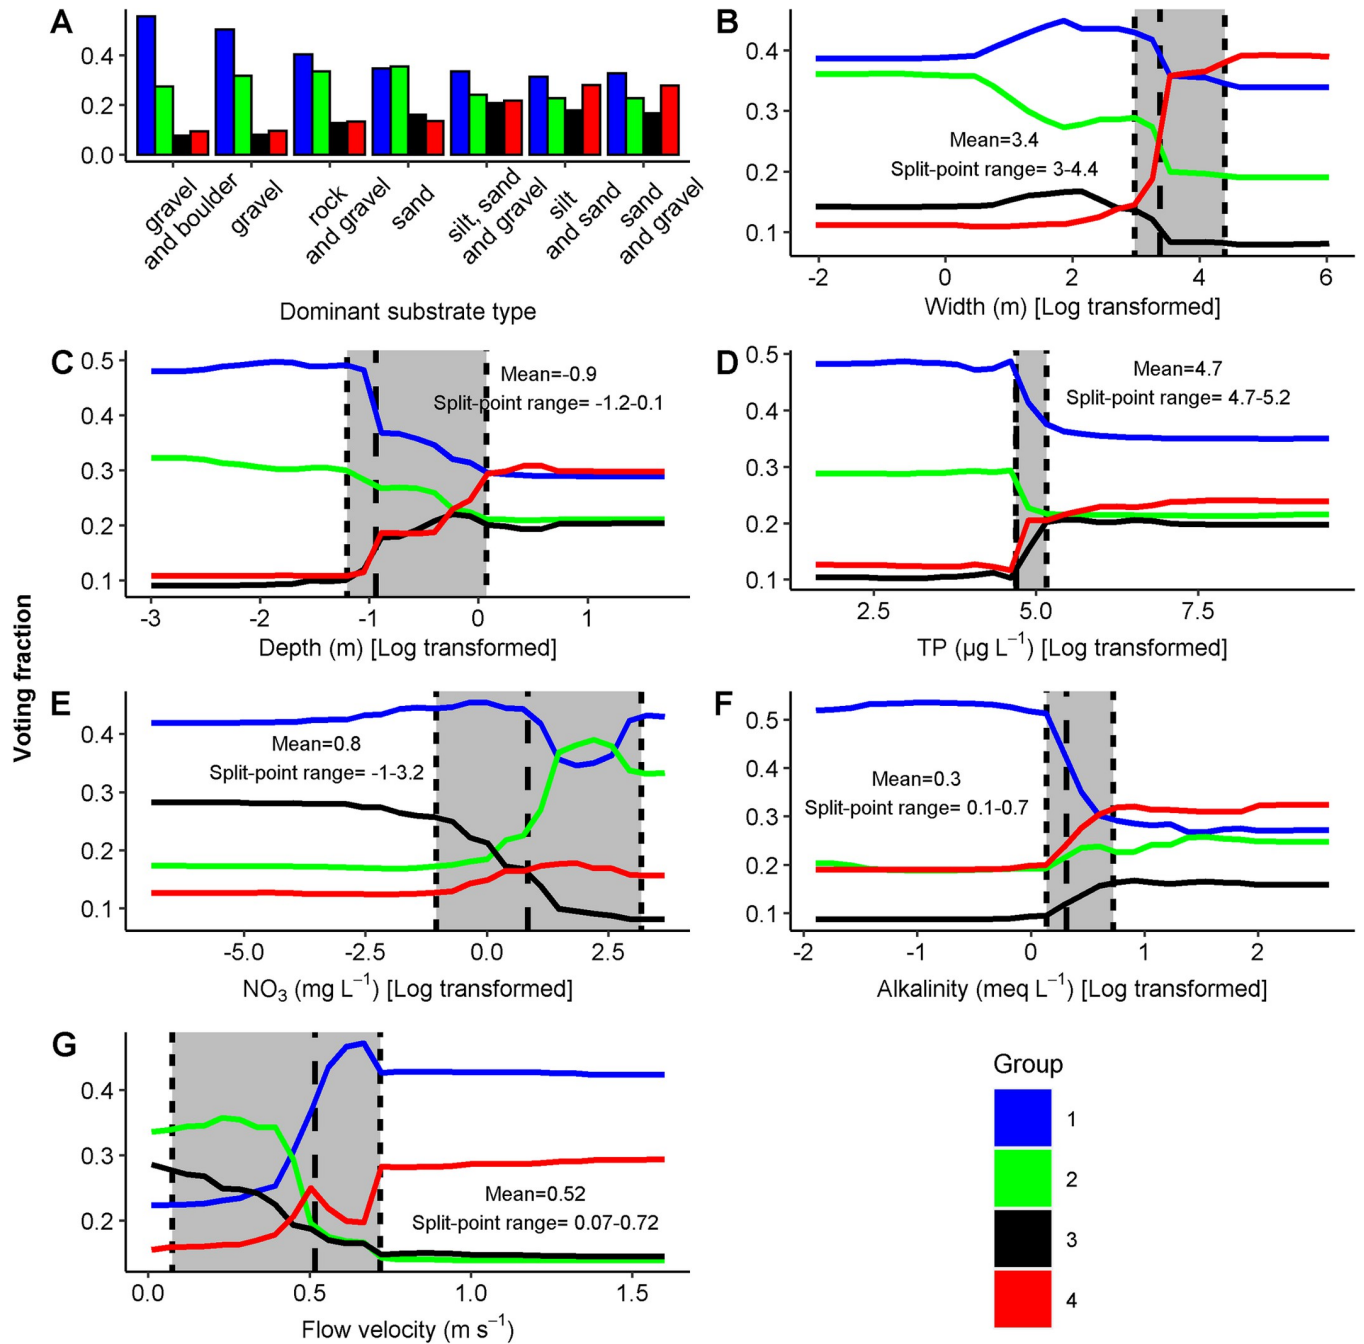 A
0.4
0.2
0.0
gravel
and boulder
gravel
rock
and gravel
sand
silt, sand
and gravel
silt
and sand
sand
and gravel
Dominant substrate type
B
0.4
0.3
0.2
0.1
Mean=3.4
Split-point range= 3-4.4
-2
0
2
4
6
Width (m) [Log transformed]
C
0.5
0.4
0.3
0.2
0.1
Mean=-0.9
Split-point range= -1.2-0.1
-3
-2
-1
0
1
Depth (m) [Log transformed]
D
0.5
0.4
0.3
0.2
0.1
Mean=4.7
Split-point range= 4.7-5.2
2.5
5.0
7.5
TP (µg L⁻¹) [Log transformed]
Voting fraction
E
0.4
0.3
0.2
0.1
Mean=0.8
Split-point range= -1-3.2
-5.0
-2.5
0.0
2.5
NO₃ (mg L⁻¹) [Log transformed]
F
0.5
0.4
0.3
0.2
0.1
Mean=0.3
Split-point range= 0.1-0.7
-2
-1
0
1
2
Alkalinity (meq L⁻¹) [Log transformed]
G
0.4
0.3
0.2
Mean=0.52
Split-point range= 0.07-0.72
0.0
0.5
1.0
1.5
Flow velocity (m s⁻¹)
Group
1
2
3
4